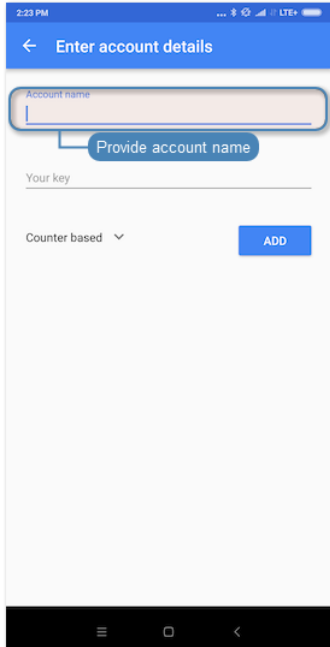 2:23 PM ... LTE+
Enter account details
Account name
Provide account name
Your key
Counter based
ADD